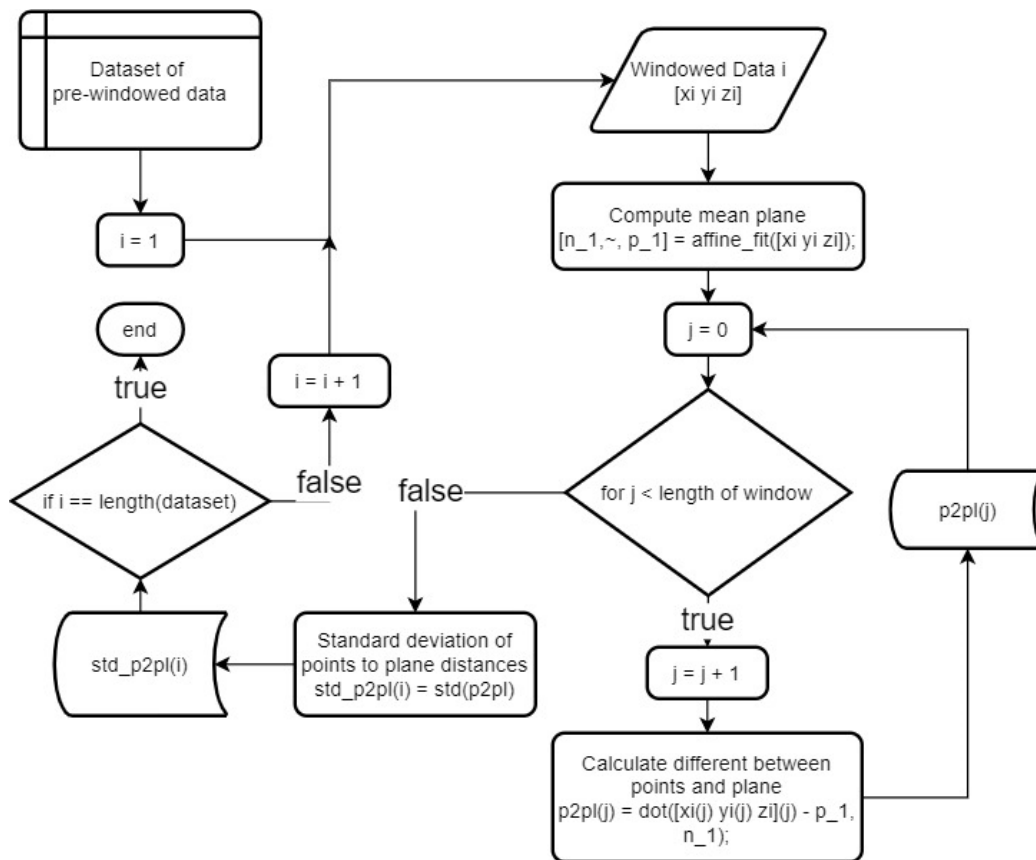 Dataset of
pre-windowed data
i = 1
Windowed Data i
[xi yi zi]
Compute mean plane
[n_1,~, p_1] = affine_fit([xi yi zi]);
j = 0
for j < length of window
true
j = j + 1
Calculate different between
points and plane
p2pl(j) = dot([xi(j) yi(j) zi](j) - p_1,
n_1);
p2pl(j)
false
Standard deviation of
points to plane distances
std_p2pl(i) = std(p2pl)
std_p2pl(i)
if i == length(dataset)
false
i = i + 1
true
end